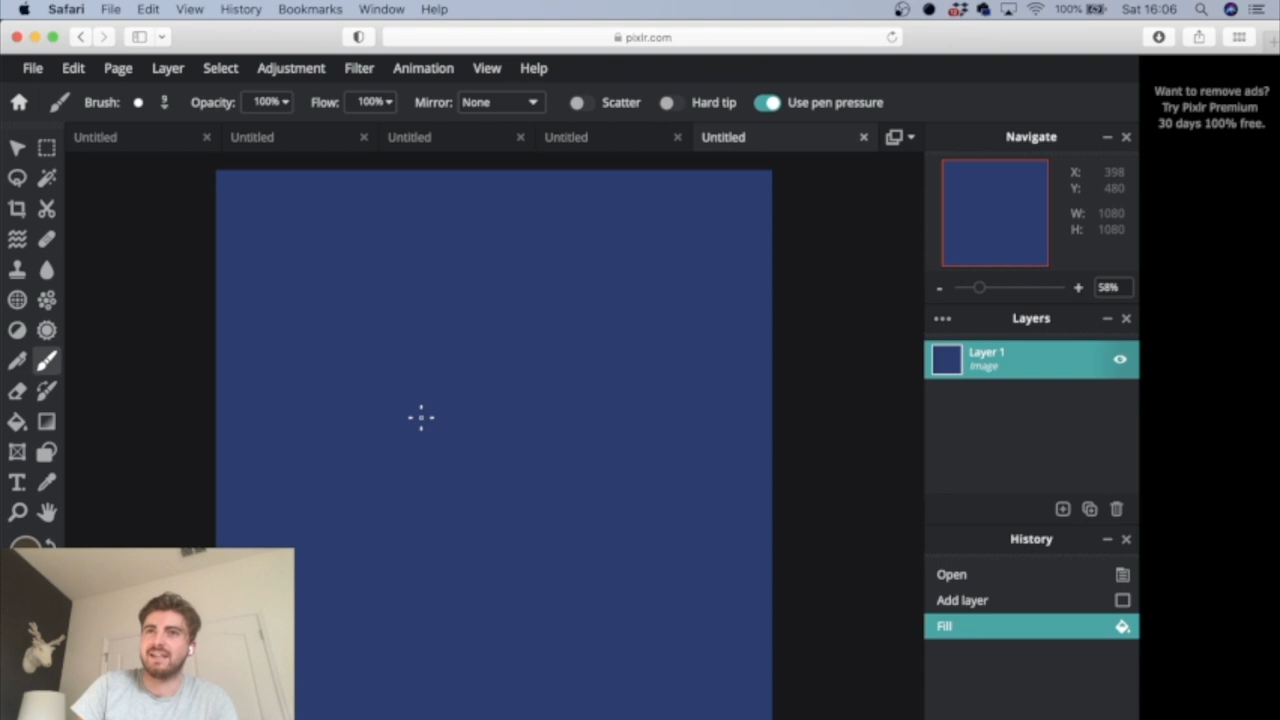 Safari File Edit View History Bookmarks Window Help 100% Sat 16:06
pixlr.com
File Edit Page Layer Select Adjustment Filter Animation View Help
Brush: 9 Opacity: 100% Flow: 100% Mirror: None Scatter Hard tip Use pen pressure
Untitled Untitled Untitled Untitled Untitled
Want to remove ads?
Try Pixlr Premium
30 days 100% free.
Navigate
X: 398
Y: 480
W: 1080
H: 1080
58%
Layers
Layer 1
Image
History
Open
Add layer
Fill